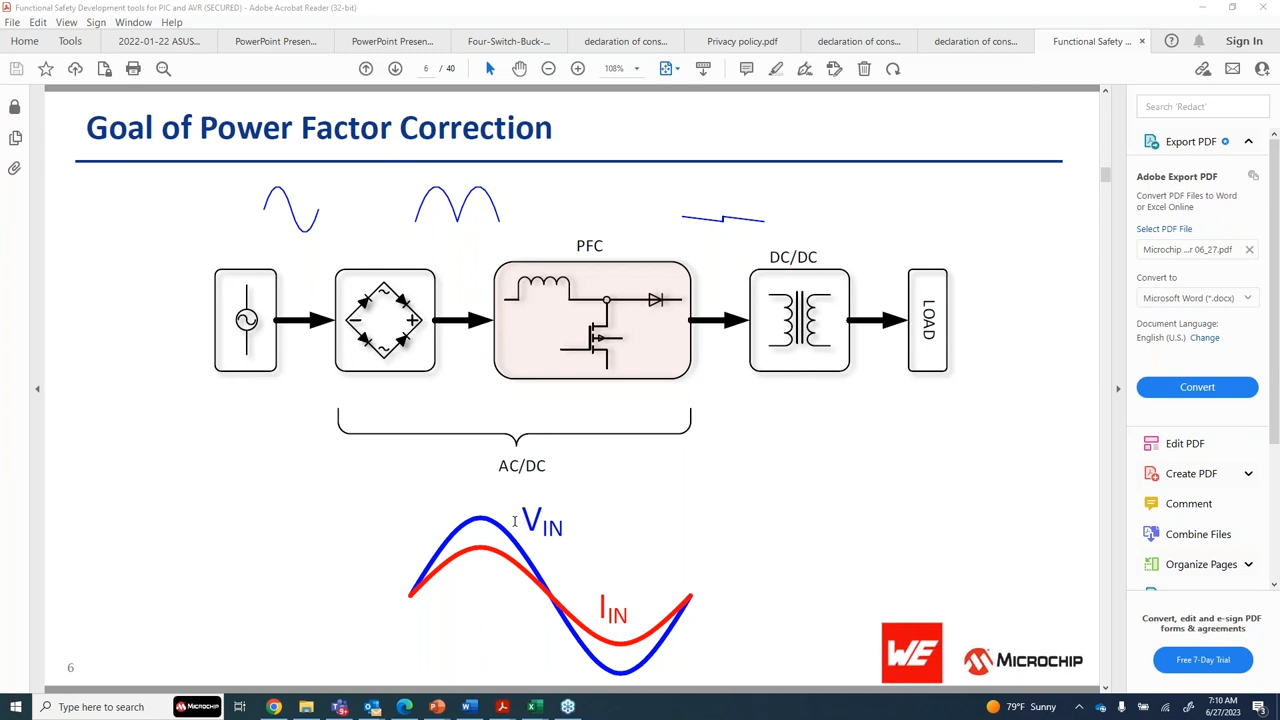 Functional Safety Development tools for PIC and AVR (SECURED) - Adobe Acrobat Reader (32-bit)
File Edit View Sign Window Help
Home Tools 2022-01-22 ASUS... PowerPoint Presen... PowerPoint Presen... Four-Switch-Buck-... declaration of cons... Privacy policy.pdf declaration of cons... declaration of cons... Functional Safety ... Sign In
6 / 40 108%
Goal of Power Factor Correction
PFC
DC/DC
LOAD
AC/DC
VIN
IIN
6
WE MICROCHIP
Search 'Redact'
Export PDF
Adobe Export PDF
Convert PDF Files to Word
or Excel Online
Select PDF File
Microchip ...r 06_27.pdf
Convert to
Microsoft Word (*.docx)
Document Language:
English (U.S.) Change
Convert
Edit PDF
Create PDF
Comment
Combine Files
Organize Pages
Convert, edit and e-sign PDF
forms & agreements
Free 7-Day Trial
Type here to search MICROCHIP 79°F Sunny 7:10 AM
6/27/2023